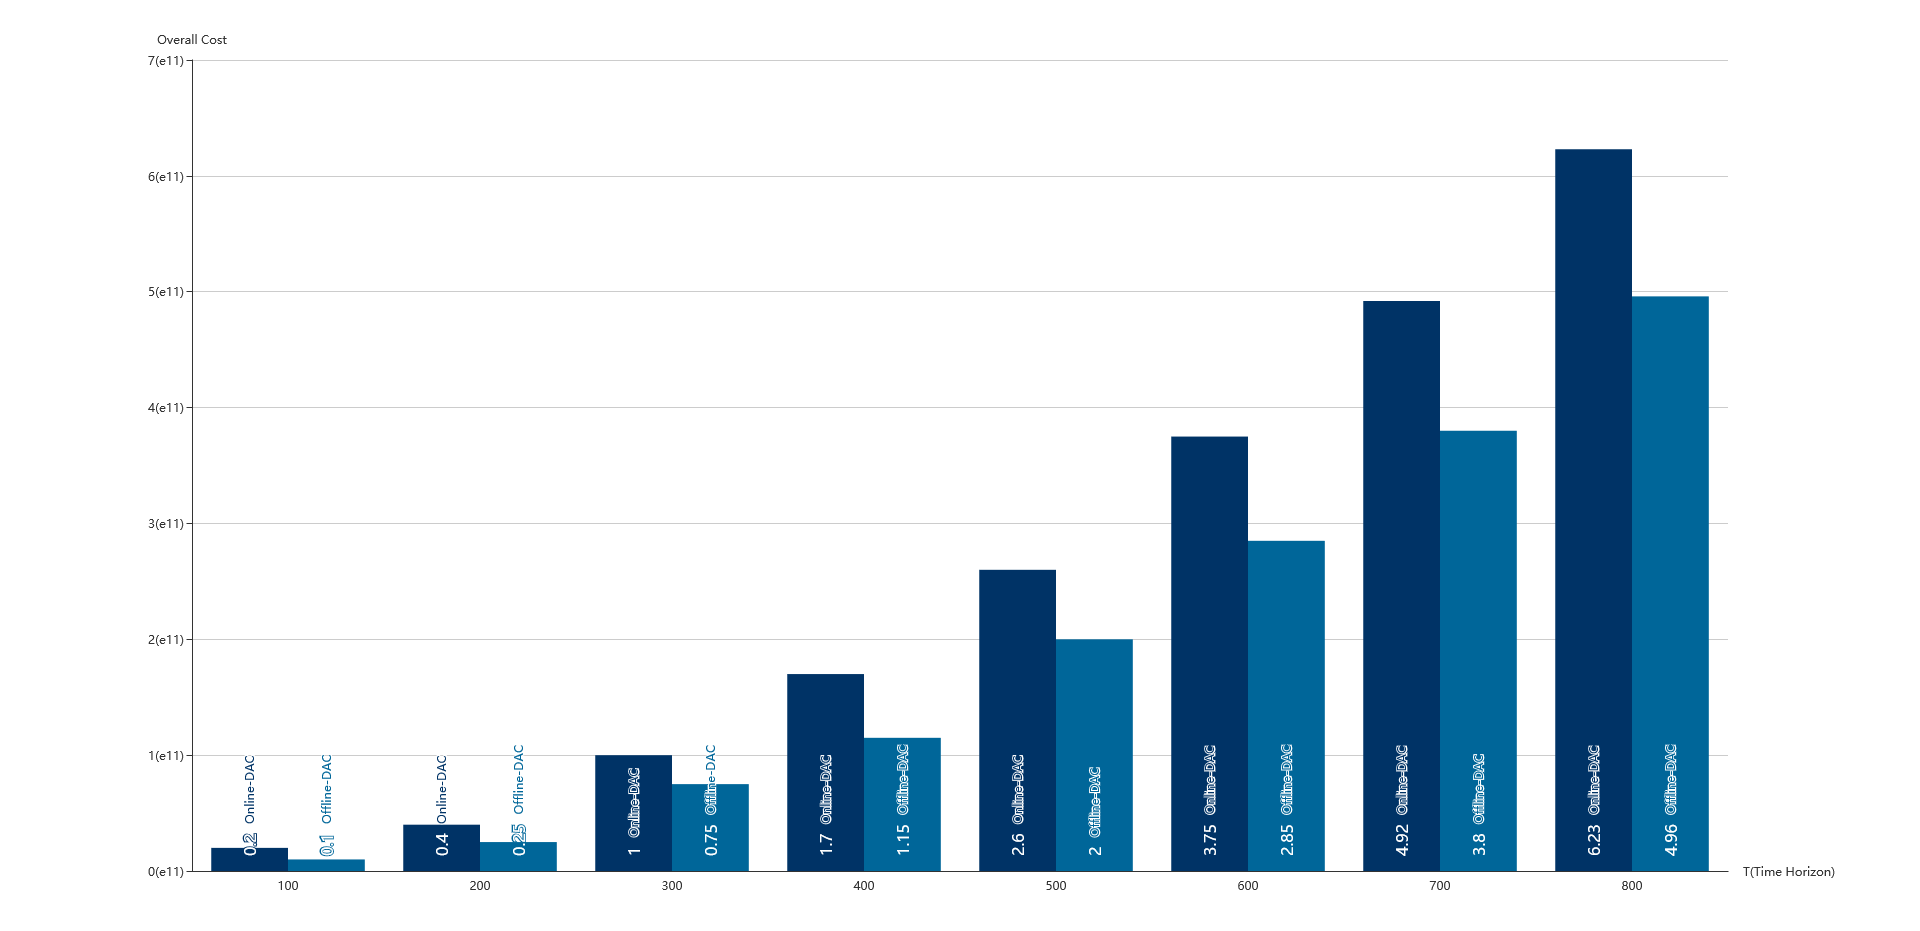 Overall Cost
7(e11)
6(e11)
5(e11)
4(e11)
3(e11)
2(e11)
1(e11)
0(e11)
0.2 Online-DAC
0.1 Offline-DAC
0.4 Online-DAC
0.25 Offline-DAC
1 Online-DAC
0.75 Offline-DAC
1.7 Online-DAC
1.15 Offline-DAC
2.6 Online-DAC
2 Offline-DAC
3.75 Online-DAC
2.85 Offline-DAC
4.92 Online-DAC
3.8 Offline-DAC
6.23 Online-DAC
4.96 Offline-DAC
100 200 300 400 500 600 700 800
T(Time Horizon)